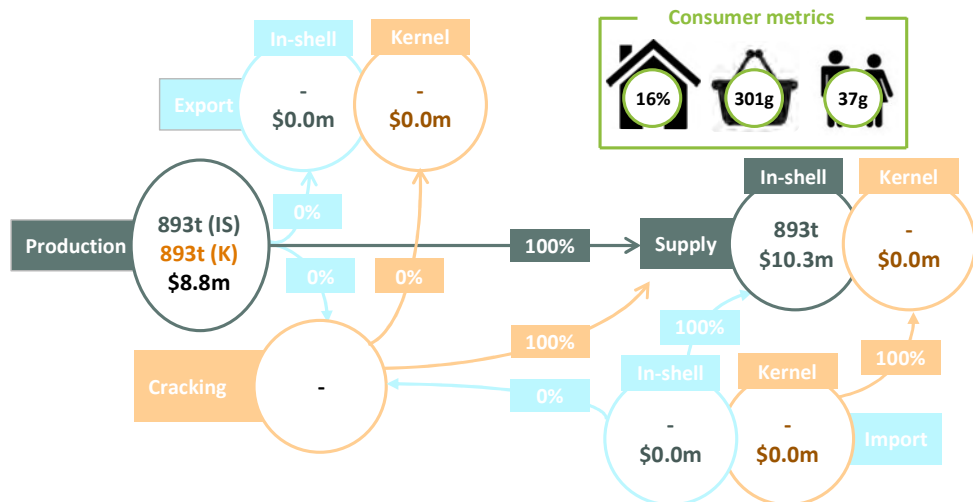 Consumer metrics
16%
301g
37g
In-shell
Kernel
Export
-
$0.0m
-
$0.0m
0%
0%
0%
Production
893t (IS)
893t (K)
$8.8m
100%
Supply
In-shell
893t
$10.3m
Kernel
-
$0.0m
Cracking
-
100%
0%
100%
100%
In-shell
-
$0.0m
Kernel
-
$0.0m
Import